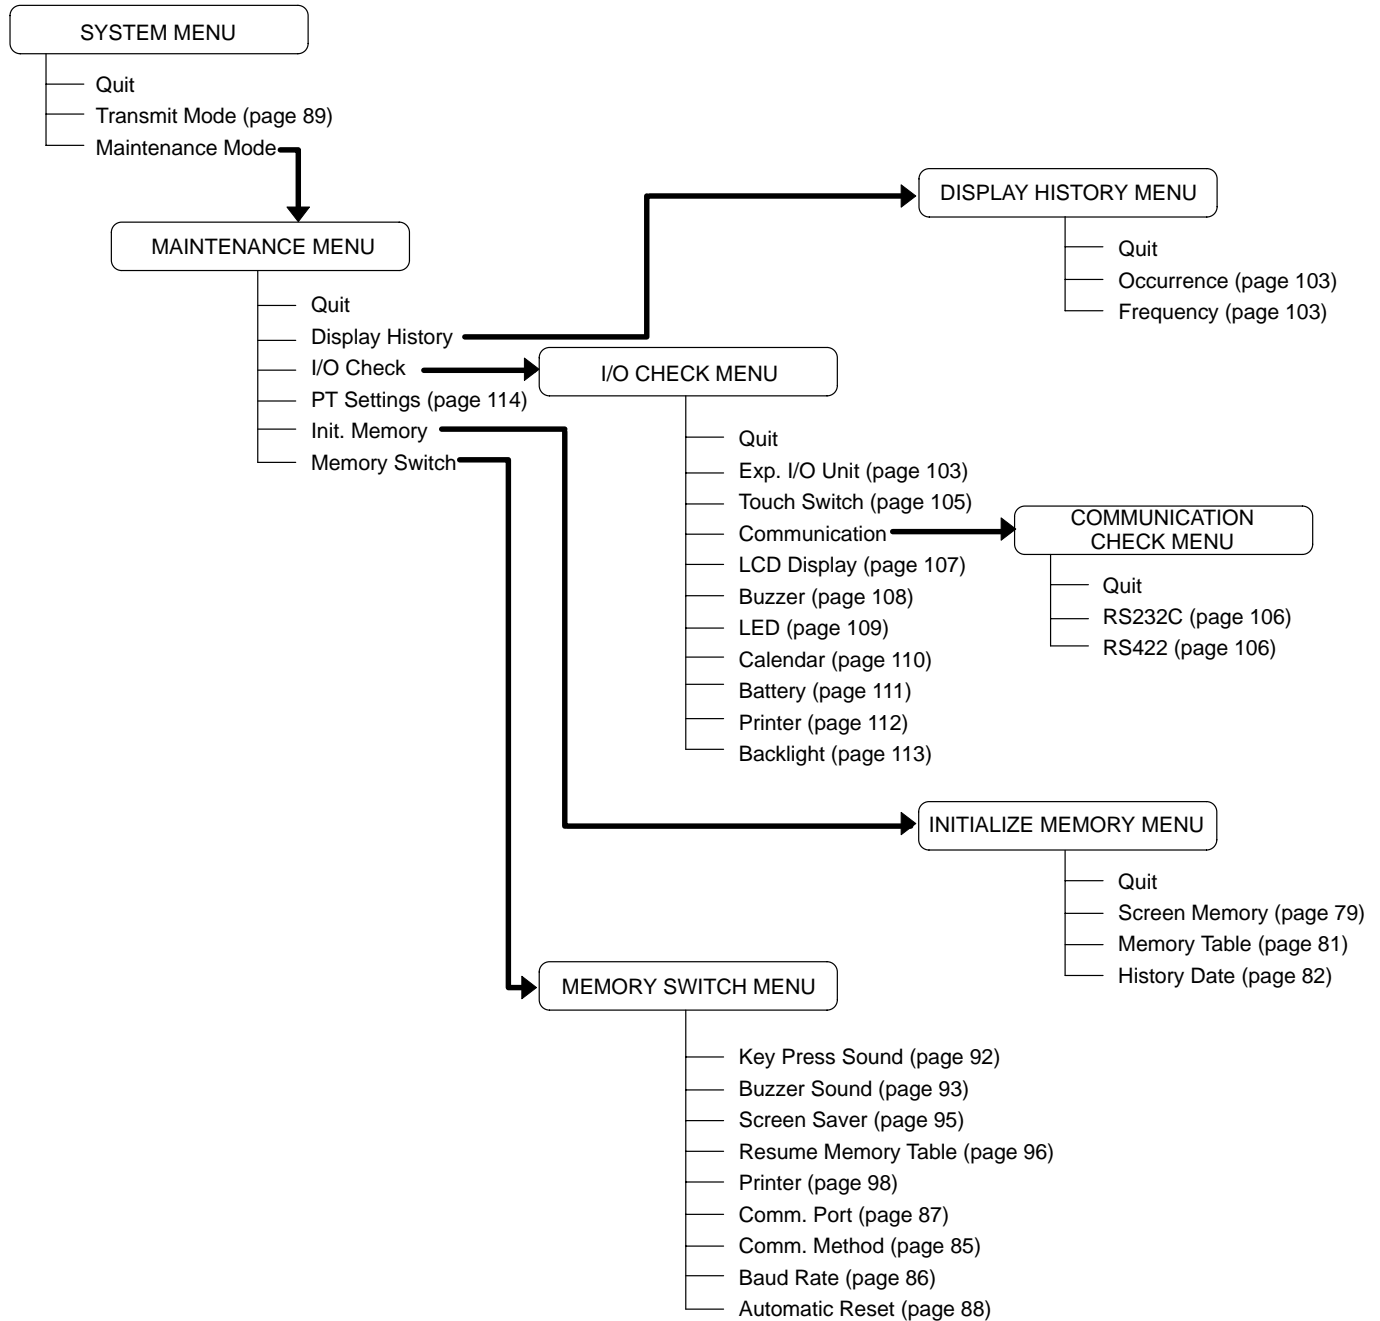 SYSTEM MENU
Quit
Transmit Mode (page 89)
Maintenance Mode
MAINTENANCE MENU
Quit
Display History
I/O Check
PT Settings (page 114)
Init. Memory
Memory Switch
DISPLAY HISTORY MENU
Quit
Occurrence (page 103)
Frequency (page 103)
I/O CHECK MENU
Quit
Exp. I/O Unit (page 103)
Touch Switch (page 105)
Communication
LCD Display (page 107)
Buzzer (page 108)
LED (page 109)
Calendar (page 110)
Battery (page 111)
Printer (page 112)
Backlight (page 113)
COMMUNICATION
CHECK MENU
Quit
RS232C (page 106)
RS422 (page 106)
INITIALIZE MEMORY MENU
Quit
Screen Memory (page 79)
Memory Table (page 81)
History Date (page 82)
MEMORY SWITCH MENU
Key Press Sound (page 92)
Buzzer Sound (page 93)
Screen Saver (page 95)
Resume Memory Table (page 96)
Printer (page 98)
Comm. Port (page 87)
Comm. Method (page 85)
Baud Rate (page 86)
Automatic Reset (page 88)